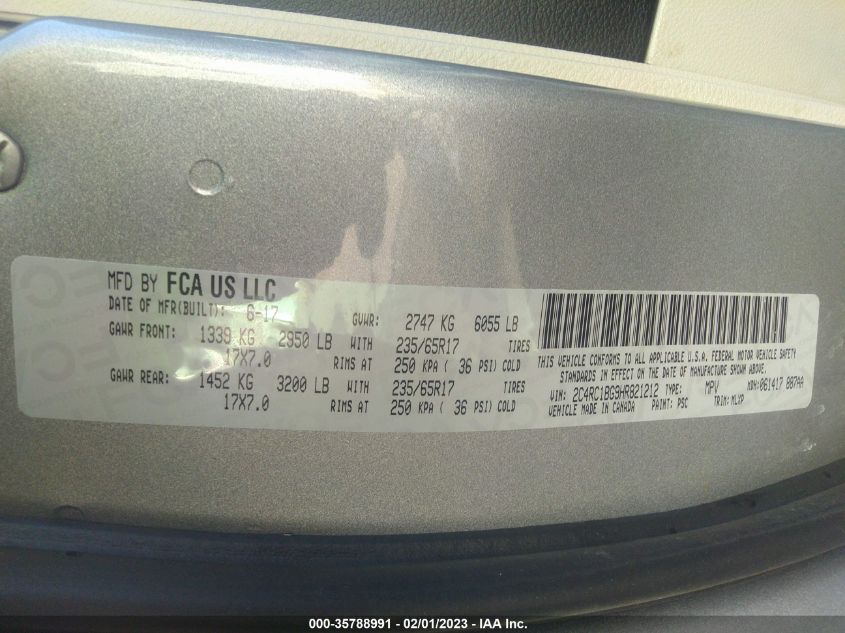 MFD BY FCA US LLC
DATE OF MFR(BUILT): 6-17 GVWR: 2747 KG 6055 LB
GAWR FRONT: 1339 KG 2950 LB WITH 235/65R17 TIRES
17X7.0 RIMS AT 250 KPA ( 36 PSI) COLD
GAWR REAR: 1452 KG 3200 LB WITH 235/65R17 TIRES
17X7.0 RIMS AT 250 KPA ( 36 PSI) COLD
THIS VEHICLE CONFORMS TO ALL APPLICABLE U.S.A. FEDERAL MOTOR VEHICLE SAFETY
STANDARDS IN EFFECT ON THE DATE OF MANUFACTURE SHOWN ABOVE.
VIN: 2C4RC1BG9HR821212 TYPE: MPV MDH: 061417 087AA
VEHICLE MADE IN CANADA PAINT: PSC TRIM: MLXP
000-35788991 - 02/01/2023 - IAA Inc.